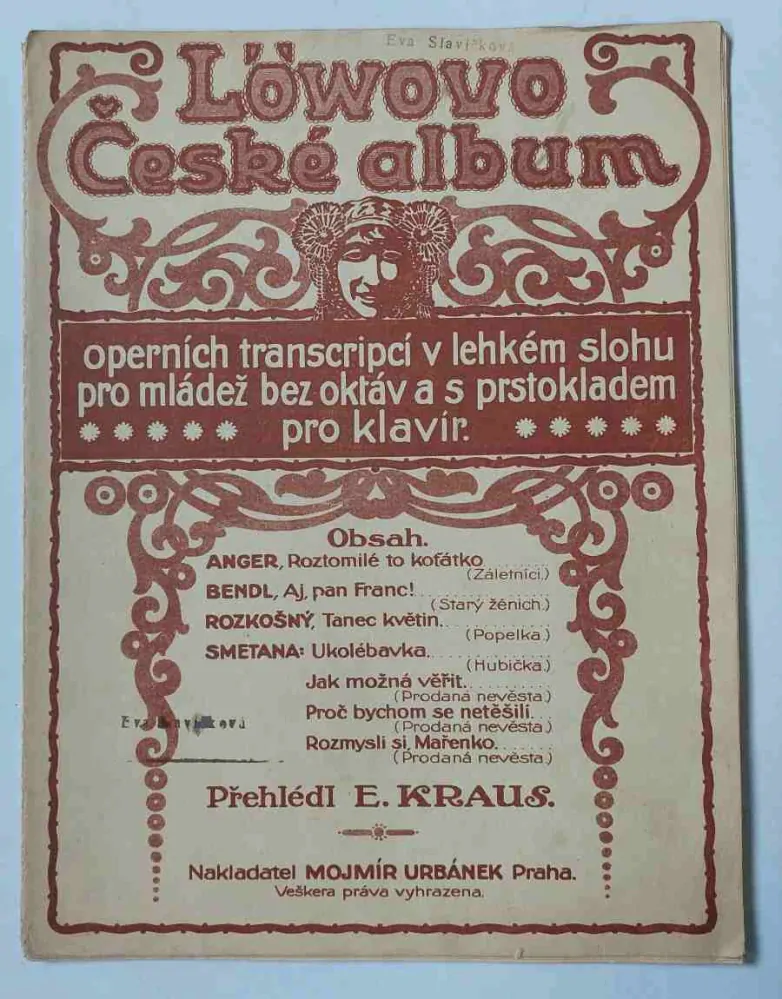 Eva Slavíčková
Löwovo
České album
operních transcripcí v lehkém slohu
pro mládež bez oktáv a s prstokladem
pro klavír.
Obsah.
ANGER, Roztomilé to koťátko
(Záletníci.)
BENDL, Aj, pan Franc!
(Starý ženich.)
ROZKOŠNÝ, Tanec květin.
(Popelka.)
SMETANA: Ukolébavka.
(Hubička.)
Jak možná věřit.
(Prodaná nevěsta.)
Proč bychom se netěšili.
(Prodaná nevěsta.)
Eva Slavíčková
Rozmysli si, Mařenko.
(Prodaná nevěsta.)
Přehlédl E. KRAUS.
Nakladatel MOJMÍR URBÁNEK Praha.
Veškera práva vyhrazena.